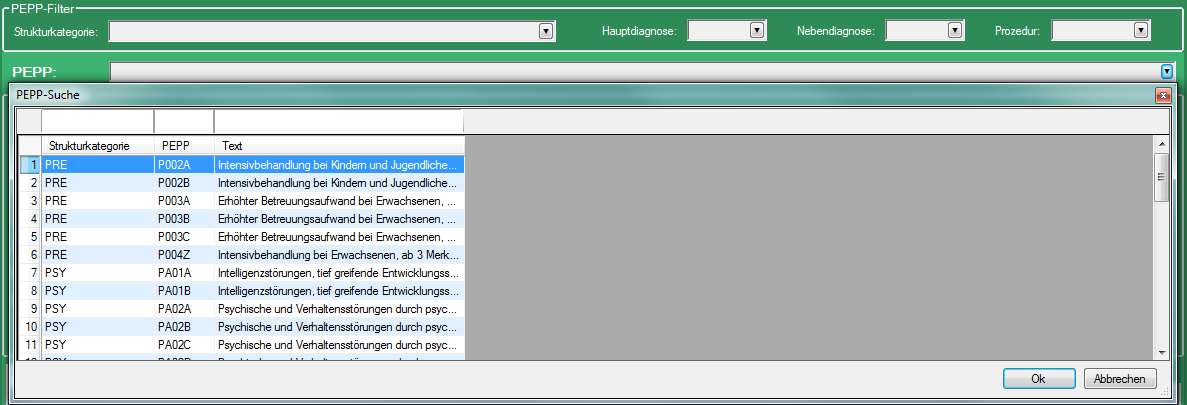 PEPP-Filter
Strukturkategorie: Hauptdiagnose: Nebendiagnose: Prozedur:
PEPP:
PEPP-Suche
Strukturkategorie PEPP Text
1 PRE P002A Intensivbehandlung bei Kindern und Jugendliche...
2 PRE P002B Intensivbehandlung bei Kindern und Jugendliche...
3 PRE P003A Erhöhter Betreuungsaufwand bei Erwachsenen, ...
4 PRE P003B Erhöhter Betreuungsaufwand bei Erwachsenen, ...
5 PRE P003C Erhöhter Betreuungsaufwand bei Erwachsenen, ...
6 PRE P004Z Intensivbehandlung bei Erwachsenen, ab 3 Merk...
7 PSY PA01A Intelligenzstörungen, tief greifende Entwicklungss...
8 PSY PA01B Intelligenzstörungen, tief greifende Entwicklungss...
9 PSY PA02A Psychische und Verhaltensstörungen durch psyc...
10 PSY PA02B Psychische und Verhaltensstörungen durch psyc...
11 PSY PA02C Psychische und Verhaltensstörungen durch psyc...
Ok Abbrechen